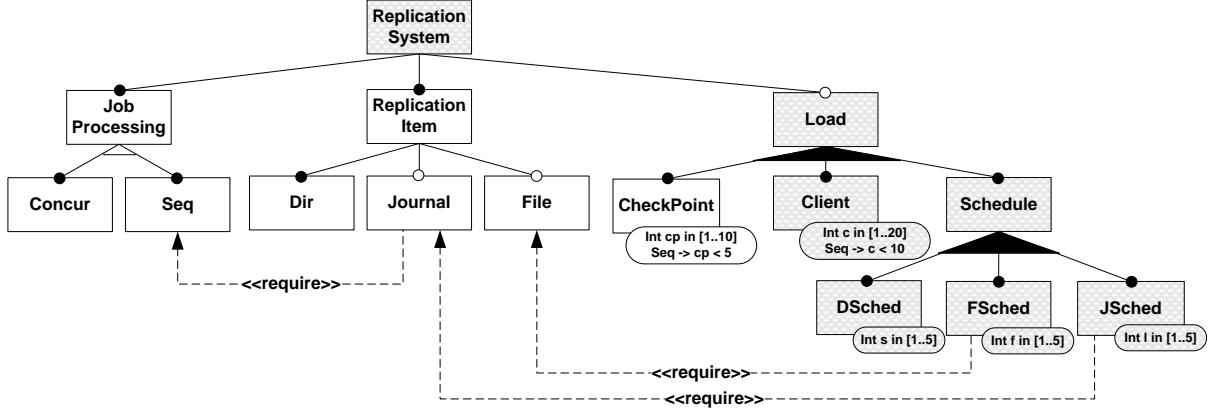 Replication
System
Job
Processing
Replication
Item
Load
Concur
Seq
Dir
Journal
File
CheckPoint
Client
Schedule
Int cp in [1..10]
Seq -> cp < 5
Int c in [1..20]
Seq -> c < 10
<<require>>
DSched
FSched
JSched
Int s in [1..5]
Int f in [1..5]
Int l in [1..5]
<<require>>
<<require>>